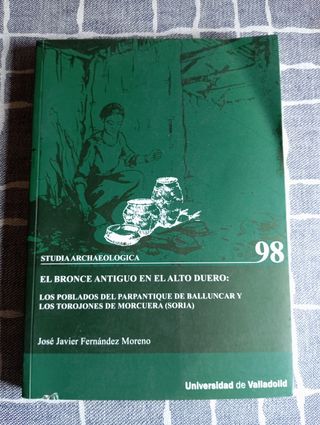 STUDIA ARCHAEOLOGICA 98
EL BRONCE ANTIGUO EN EL ALTO DUERO:
LOS POBLADOS DEL PARPANTIQUE DE BALLUNCAR Y
LOS TOROJONES DE MORCUERA (SORIA)
José Javier Fernández Moreno
Universidad de Valladolid